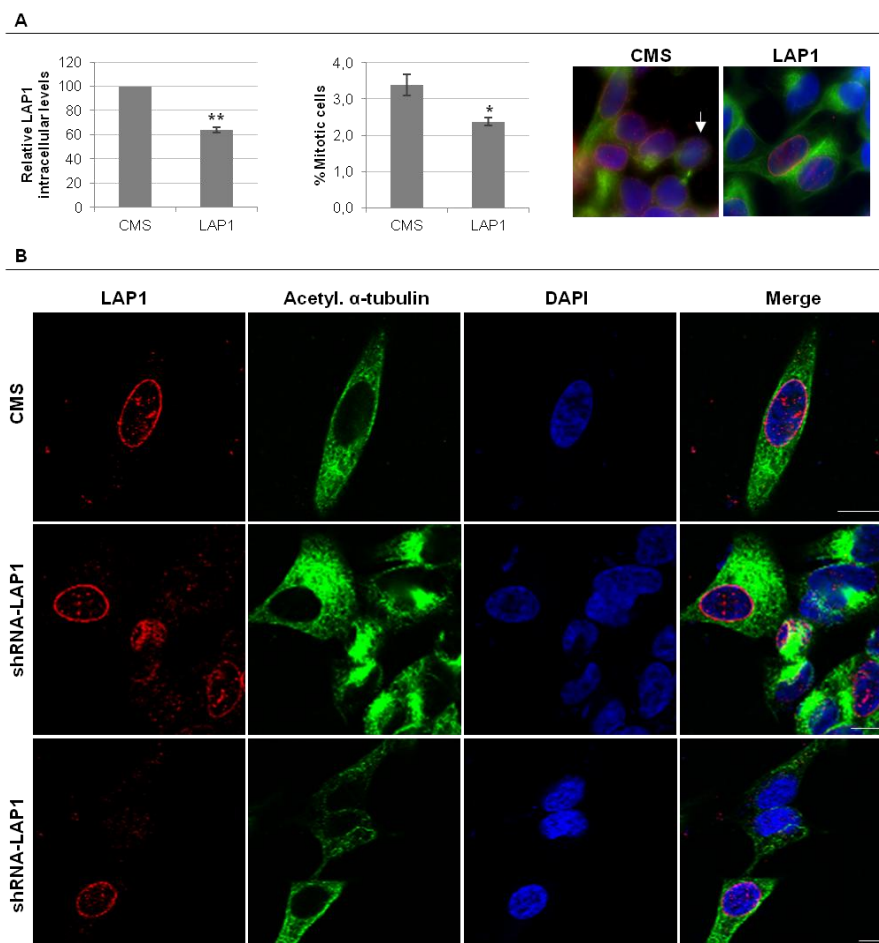 A
Relative LAP1
intracellular levels
120
100
80
60
40
20
0
**
CMS LAP1
% Mitotic cells
4,0
3,0
2,0
1,0
0,0
*
CMS LAP1
CMS LAP1
B
LAP1 Acetyl. α-tubulin DAPI Merge
CMS
shRNA-LAP1
shRNA-LAP1